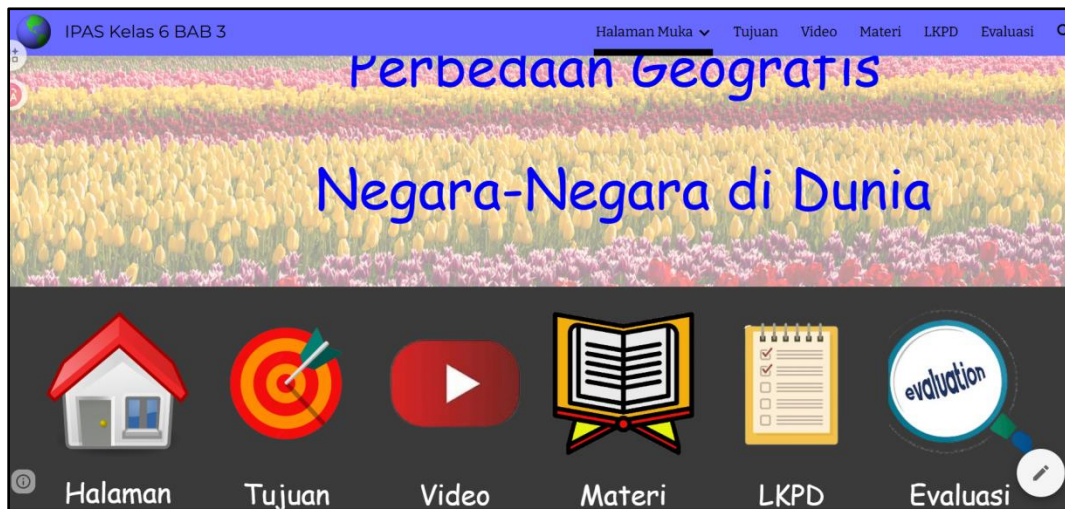 IPAS Kelas 6 BAB 3
Halaman Muka Tujuan Video Materi LKPD Evaluasi
Perbedaan Geografis
Negara-Negara di Dunia
evaluation
Halaman Tujuan Video Materi LKPD Evaluasi